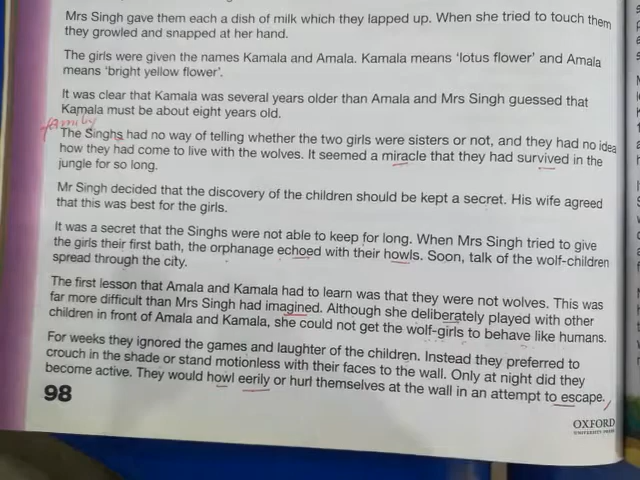 Mrs Singh gave them each a dish of milk which they lapped up. When she tried to touch them
they growled and snapped at her hand.
The girls were given the names Kamala and Amala. Kamala means ‘lotus flower’ and Amala
means ‘bright yellow flower’.
It was clear that Kamala was several years older than Amala and Mrs Singh guessed that
Kamala must be about eight years old.
family
The Singhs had no way of telling whether the two girls were sisters or not, and they had no idea
how they had come to live with the wolves. It seemed a miracle that they had survived in the
jungle for so long.
Mr Singh decided that the discovery of the children should be kept a secret. His wife agreed
that this was best for the girls.
It was a secret that the Singhs were not able to keep for long. When Mrs Singh tried to give
the girls their first bath, the orphanage echoed with their howls. Soon, talk of the wolf-children
spread through the city.
The first lesson that Amala and Kamala had to learn was that they were not wolves. This was
far more difficult than Mrs Singh had imagined. Although she deliberately played with other
children in front of Amala and Kamala, she could not get the wolf-girls to behave like humans.
For weeks they ignored the games and laughter of the children. Instead they preferred to
crouch in the shade or stand motionless with their faces to the wall. Only at night did they
become active. They would howl eerily or hurl themselves at the wall in an attempt to escape.
98
OXFORD
UNIVERSITY PRESS